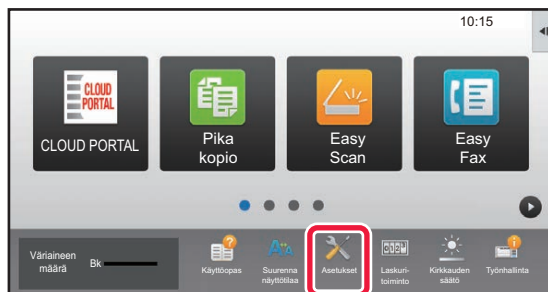 10:15
CLOUD
PORTAL
CLOUD PORTAL
Pika
kopio
Easy
Scan
Easy
Fax
Väriaineen
määrä
Bk
Käyttöopas
Suurenna
näyttötilaa
Asetukset
Laskuri-
toiminto
Kirkkauden
säätö
Työnhallinta